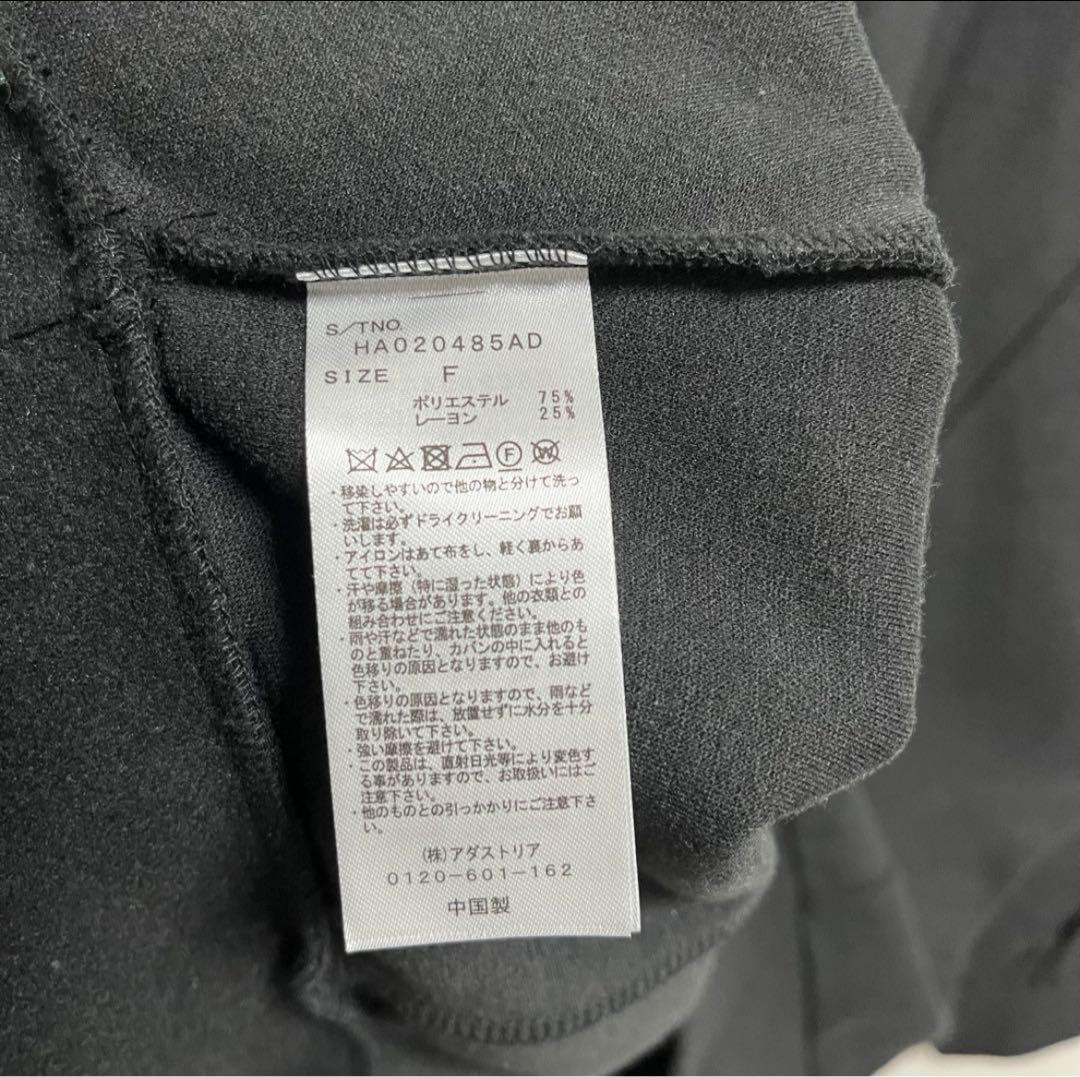 S/TNO.
HA020485AD
SIZE F
ポリエステル 75%
レーヨン 25%
F W
・移染しやすいので他の物と分けて洗っ
て下さい。
・洗濯は必ずドライクリーニングでお願
いします。
・アイロンはあて布をし、軽く裏からあ
てて下さい。
・汗や摩擦（特に湿った状態）により色
が移る場合があります。他の衣類との
組み合わせにご注意ください。
・雨や汗などで濡れた状態のまま他のも
のと重ねたり、カバンの中に入れると
色移りの原因となりますので、お避け
下さい。
・色移りの原因となりますので、雨など
で濡れた際は、放置せずに水分を十分
取り除いて下さい。
・強い摩擦を避けて下さい。
・この製品は、直射日光等により変色す
る事がありますので、お取扱いにはご
注意下さい。
・他のものとの引っかかりにご注意下さ
い。
(株)アダストリア
0120-601-162
中国製